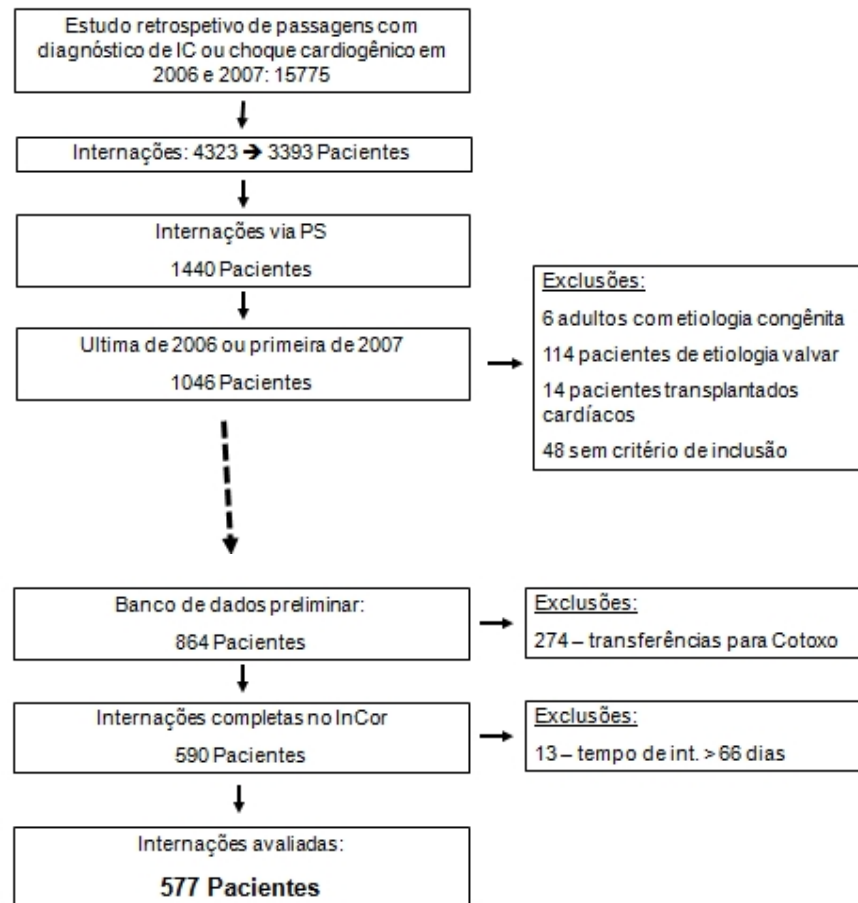 Estudo retrospetivo de passagens com
diagnóstico de IC ou choque cardiogênico em
2006 e 2007: 15775
Internações: 4323 ➔ 3393 Pacientes
Internações via PS
1440 Pacientes
Ultima de 2006 ou primeira de 2007
1046 Pacientes
Exclusões:
6 adultos com etiologia congênita
114 pacientes de etiologia valvar
14 pacientes transplantados
cardíacos
48 sem critério de inclusão
Banco de dados preliminar:
864 Pacientes
Exclusões:
274 – transferências para Cotoxo
Internações completas no InCor
590 Pacientes
Exclusões:
13 – tempo de int. > 66 dias
Internações avaliadas:
577 Pacientes